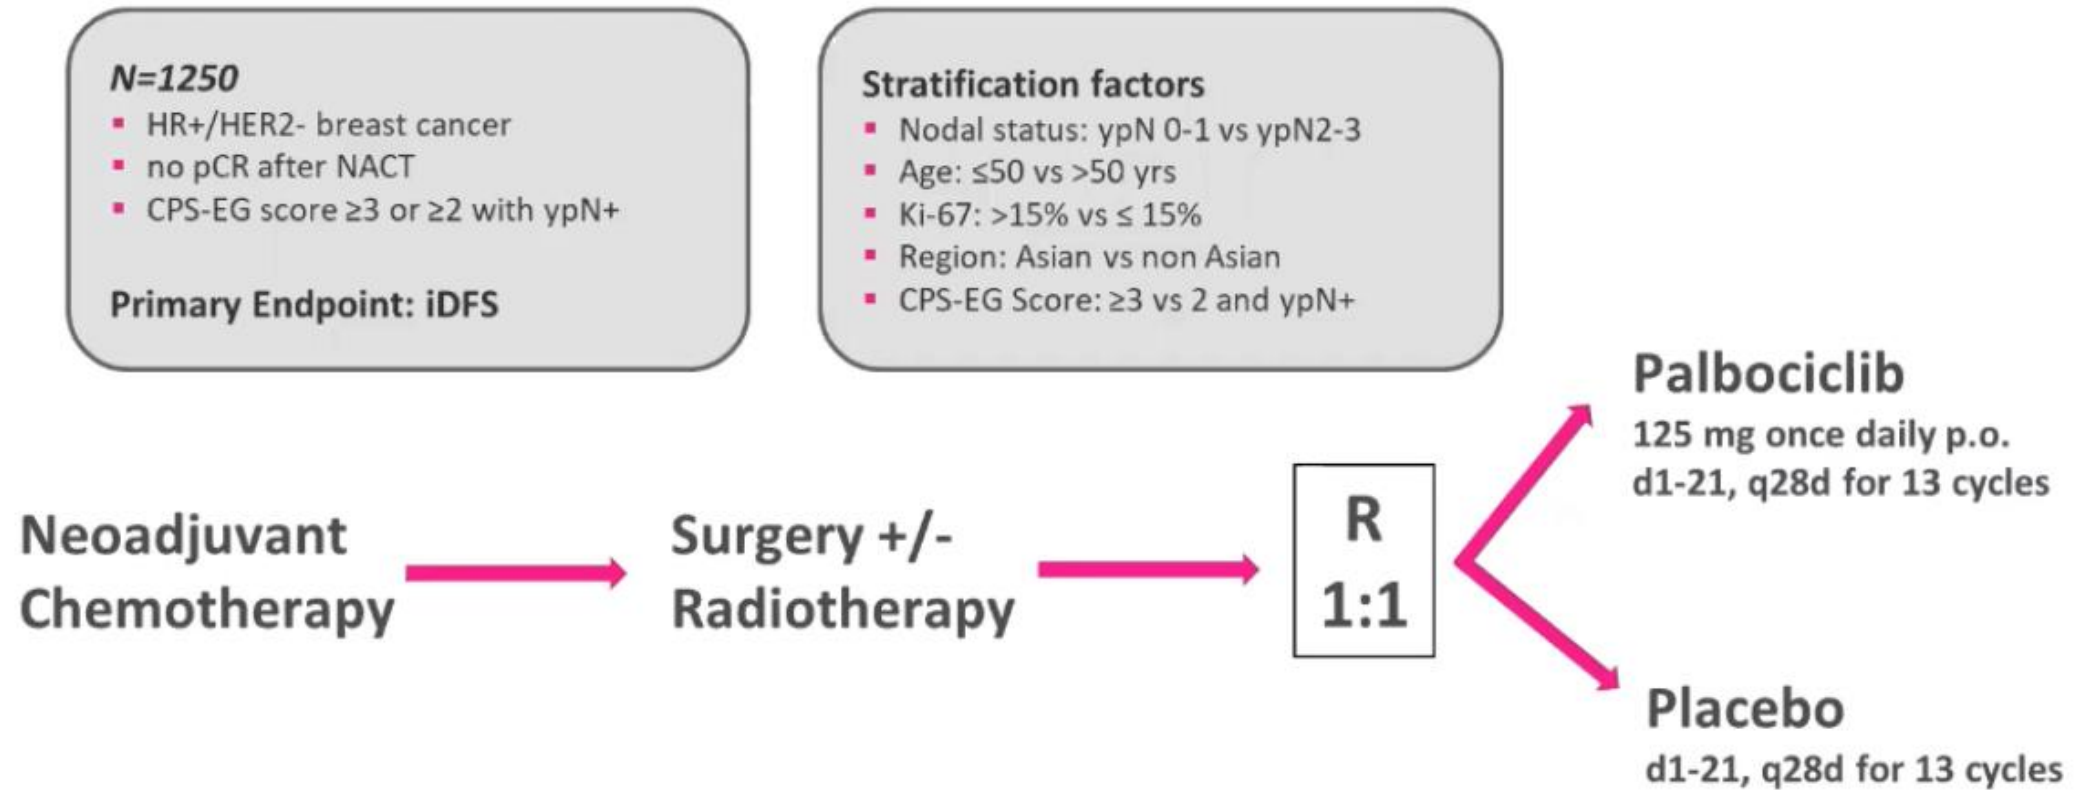 N=1250
▪ HR+/HER2- breast cancer
▪ no pCR after NACT
▪ CPS-EG score ≥3 or ≥2 with ypN+
Primary Endpoint: iDFS
Stratification factors
▪ Nodal status: ypN 0-1 vs ypN2-3
▪ Age: ≤50 vs >50 yrs
▪ Ki-67: >15% vs ≤ 15%
▪ Region: Asian vs non Asian
▪ CPS-EG Score: ≥3 vs 2 and ypN+
Neoadjuvant
Chemotherapy
Surgery +/-
Radiotherapy
R
1:1
Palbociclib
125 mg once daily p.o.
d1-21, q28d for 13 cycles
Placebo
d1-21, q28d for 13 cycles